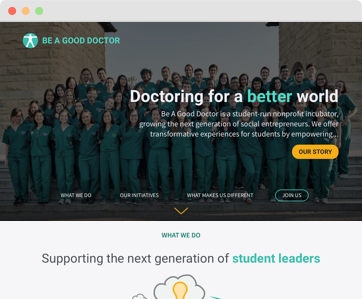 BE A GOOD DOCTOR
Doctoring for a better world
Be A Good Doctor is a student-run nonprofit incubator,
growing the next generation of social entrepreneurs. We offer
transformative experiences for students by empowering...
OUR STORY
WHAT WE DO
OUR INITIATIVES
WHAT MAKES US DIFFERENT
JOIN US
WHAT WE DO
Supporting the next generation of student leaders